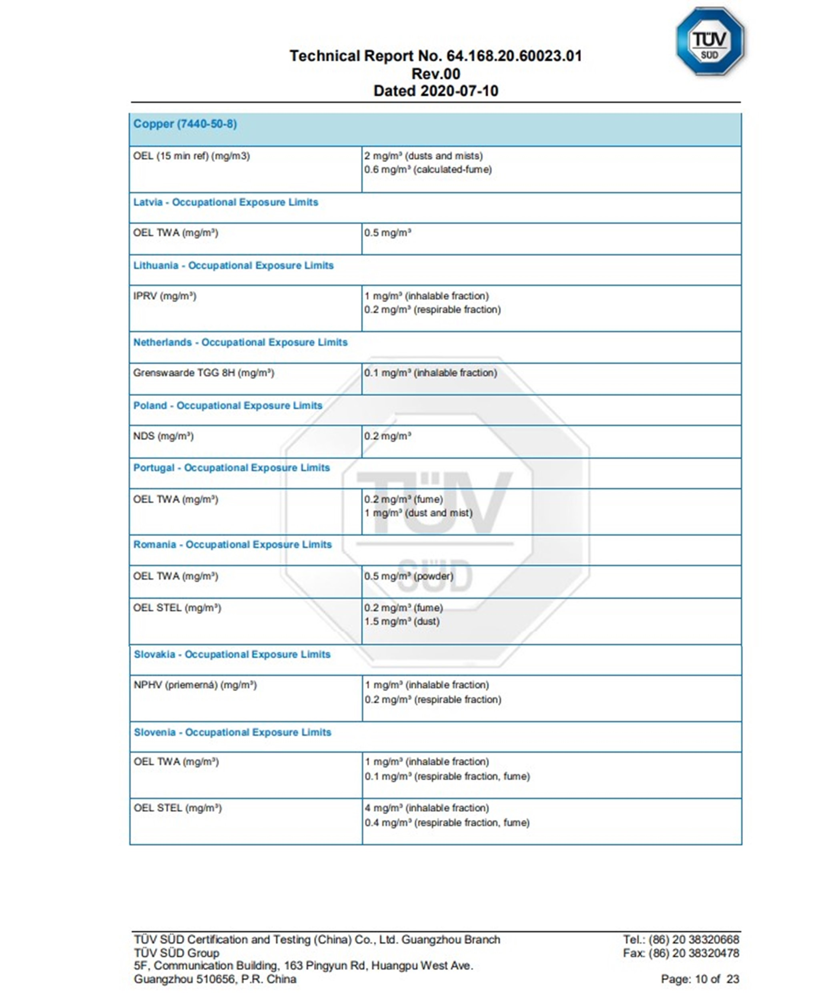 TÜV
SÜD
Technical Report No. 64.168.20.60023.01
Rev.00
Dated 2020-07-10
Copper (7440-50-8)
OEL (15 min ref) (mg/m3)
2 mg/m³ (dusts and mists)
0.6 mg/m³ (calculated-fume)
Latvia - Occupational Exposure Limits
OEL TWA (mg/m³)
0.5 mg/m³
Lithuania - Occupational Exposure Limits
IPRV (mg/m³)
1 mg/m³ (inhalable fraction)
0.2 mg/m³ (respirable fraction)
Netherlands - Occupational Exposure Limits
Grenswaarde TGG 8H (mg/m³)
0.1 mg/m³ (inhalable fraction)
Poland - Occupational Exposure Limits
NDS (mg/m³)
0.2 mg/m³
Portugal - Occupational Exposure Limits
OEL TWA (mg/m³)
0.2 mg/m³ (fume)
1 mg/m³ (dust and mist)
TÜV
SÜD
Romania - Occupational Exposure Limits
OEL TWA (mg/m³)
0.5 mg/m³ (powder)
OEL STEL (mg/m³)
0.2 mg/m³ (fume)
1.5 mg/m³ (dust)
Slovakia - Occupational Exposure Limits
NPHV (priemerná) (mg/m³)
1 mg/m³ (inhalable fraction)
0.2 mg/m³ (respirable fraction)
Slovenia - Occupational Exposure Limits
OEL TWA (mg/m³)
1 mg/m³ (inhalable fraction)
0.1 mg/m³ (respirable fraction, fume)
OEL STEL (mg/m³)
4 mg/m³ (inhalable fraction)
0.4 mg/m³ (respirable fraction, fume)
TÜV SÜD Certification and Testing (China) Co., Ltd. Guangzhou Branch
TÜV SÜD Group
5F, Communication Building, 163 Pingyun Rd, Huangpu West Ave.
Guangzhou 510656, P.R. China
Tel.: (86) 20 38320668
Fax: (86) 20 38320478
Page: 10 of 23